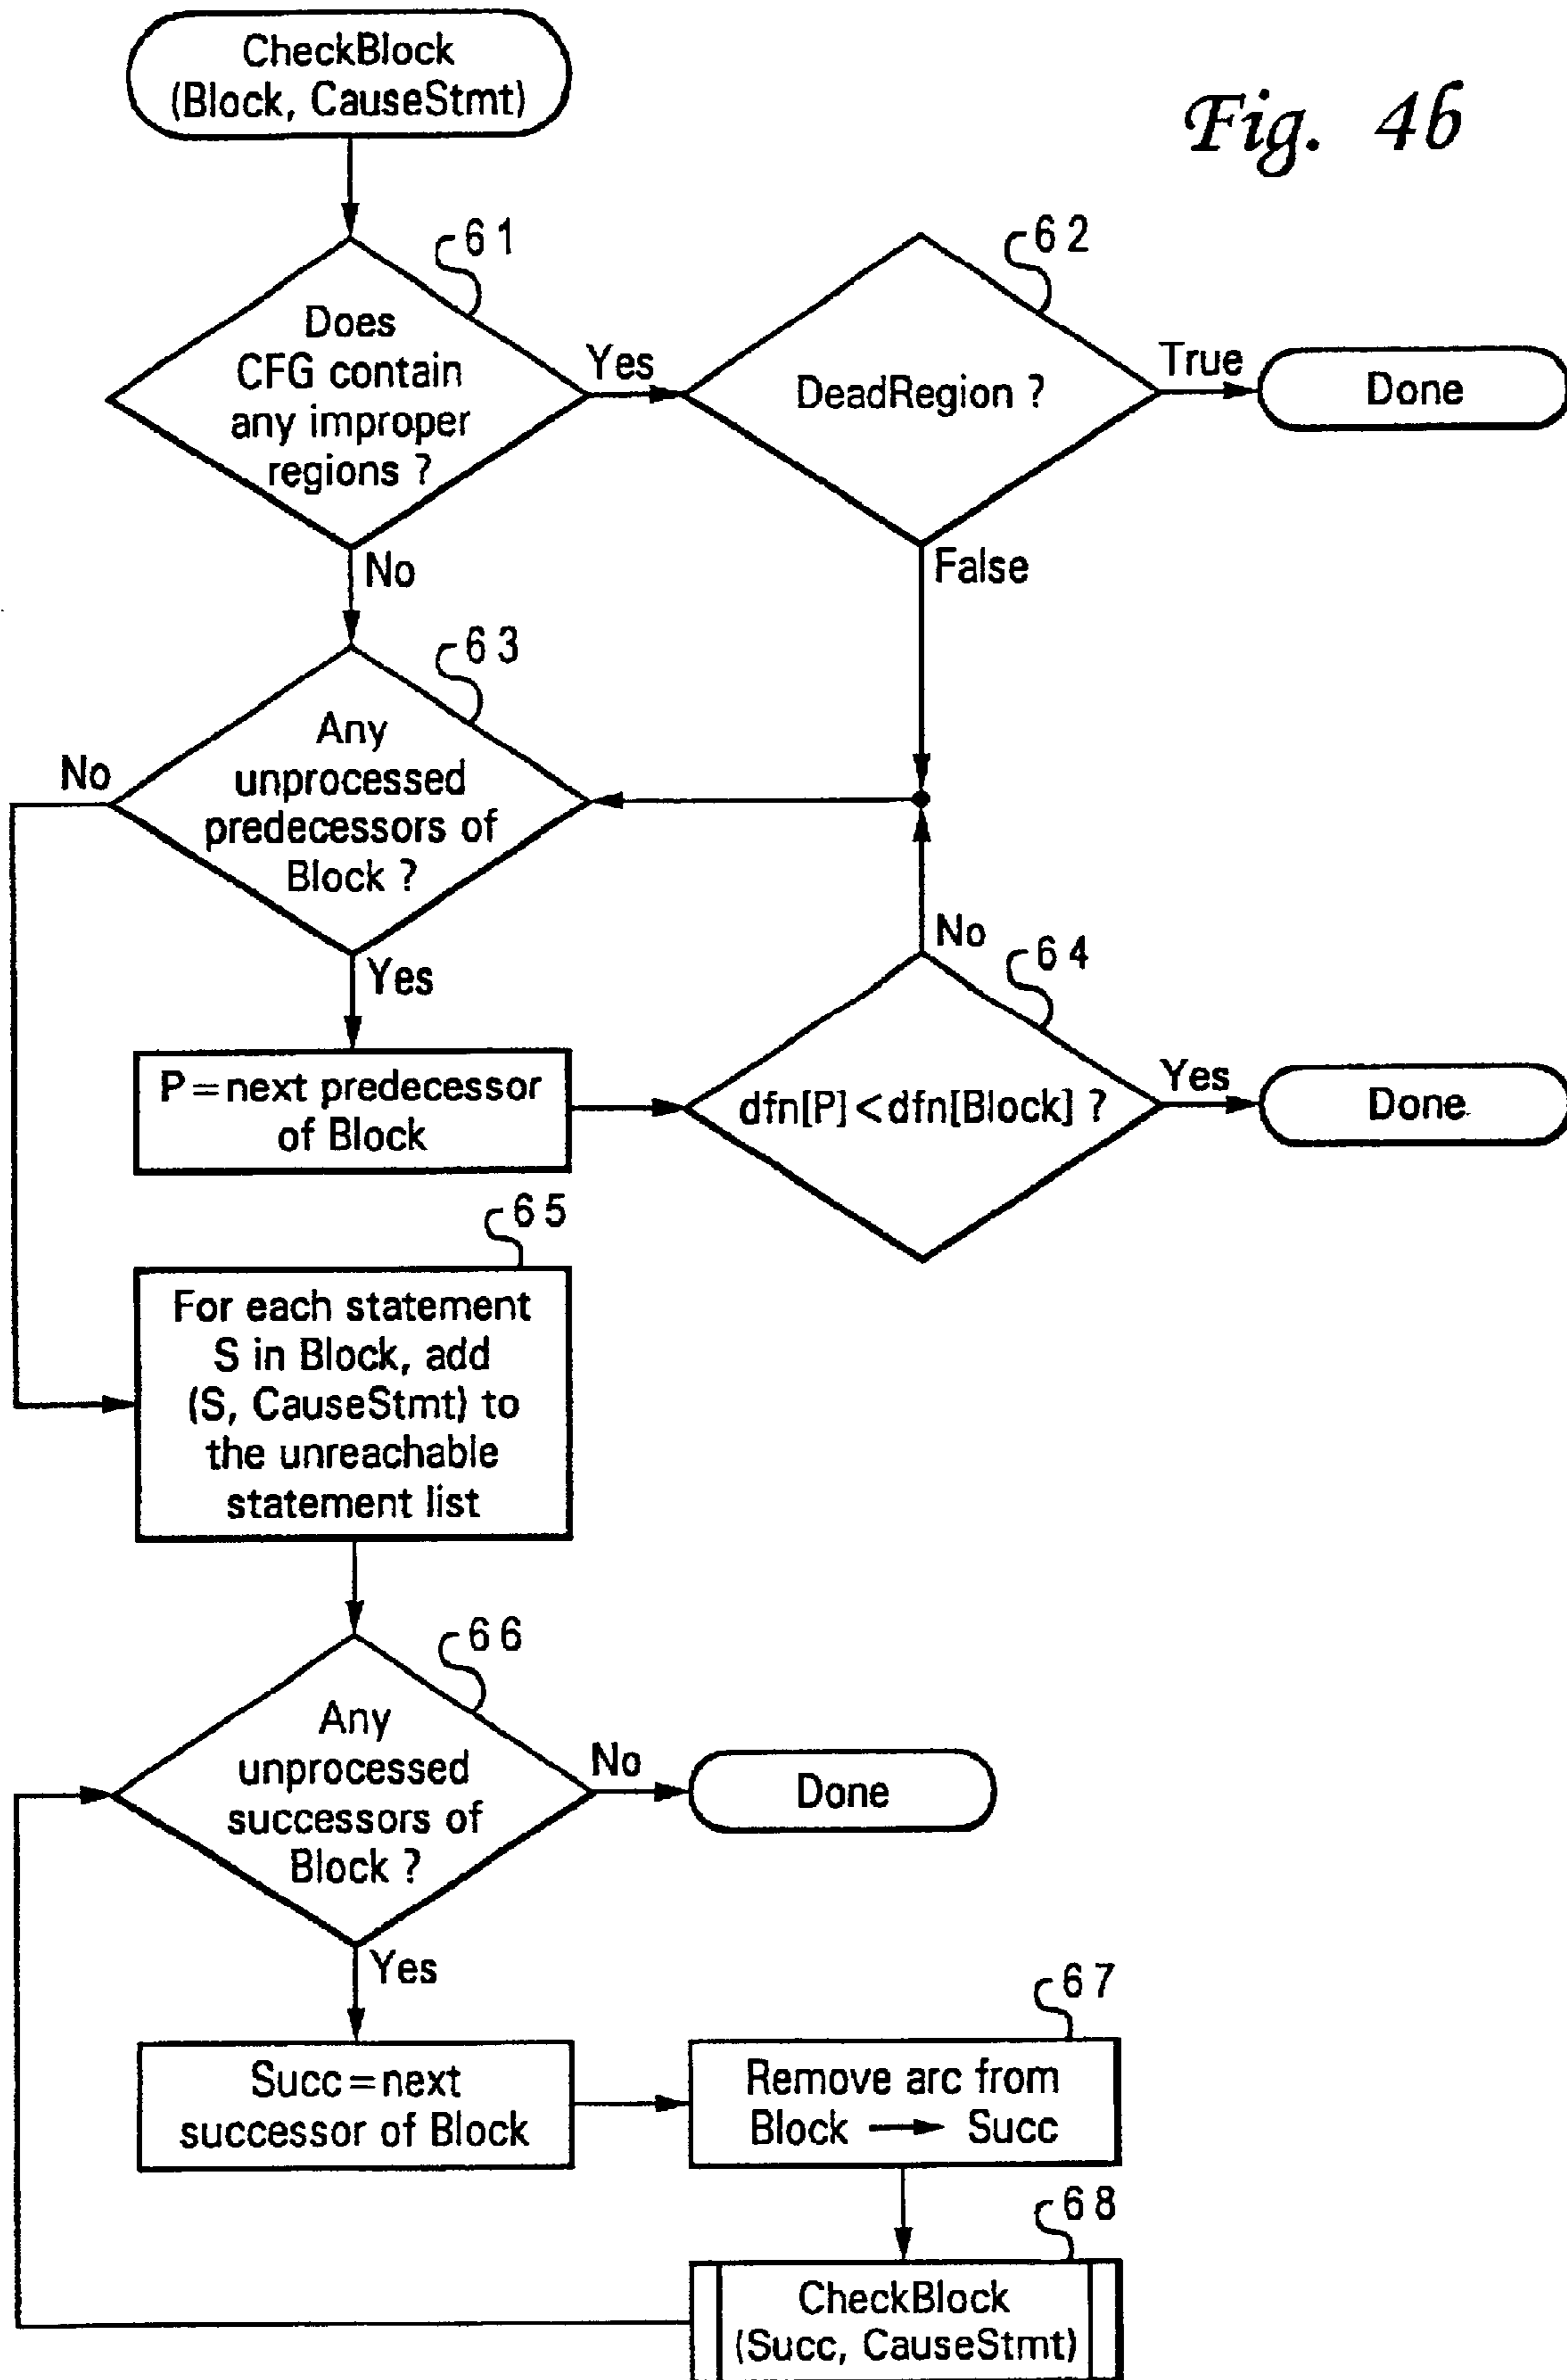 CheckBlock
(Block, CauseStmt)
Fig. 4b
61
Does
CFG contain
any improper
regions ?
Yes
62
DeadRegion ?
True
Done
No
False
63
Any
unprocessed
predecessors of
Block ?
No
Yes
P=next predecessor
of Block
No
64
dfn[P]<dfn[Block] ?
Yes
Done
65
For each statement
S in Block, add
(S, CauseStmt) to
the unreachable
statement list
66
Any
unprocessed
successors of
Block ?
No
Done
Yes
Succ=next
successor of Block
67
Remove arc from
Block → Succ
68
CheckBlock
(Succ, CauseStmt)